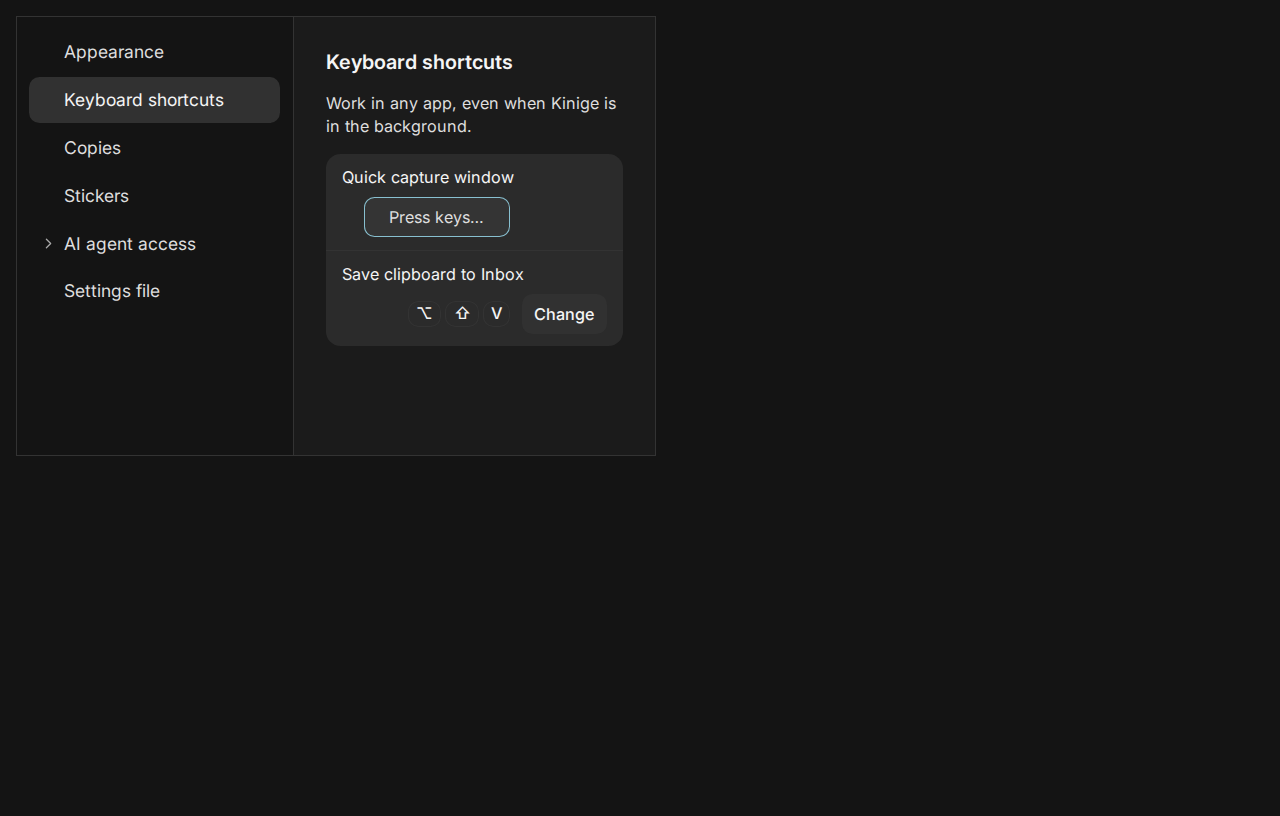 Appearance
Keyboard shortcuts
Copies
Stickers
AI agent access
Settings file
Keyboard shortcuts
Work in any app, even when Kinige is
in the background.
Quick capture window
Press keys...
Save clipboard to Inbox
⌥ ⇧ V Change